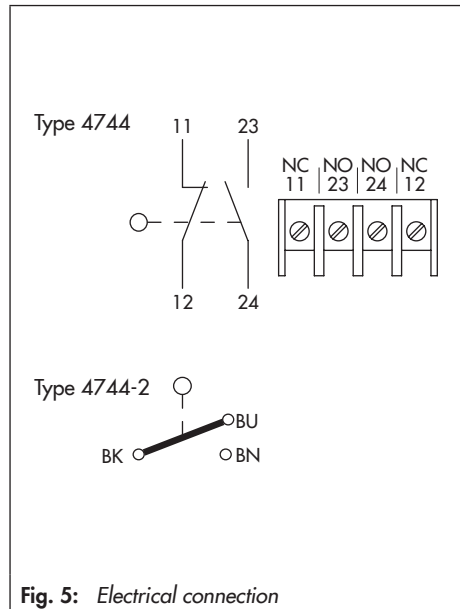 Type 4744
11 23
NC NO NO NC
11 23 24 12
12 24
Type 4744-2
BU
BK BN
Fig. 5: Electrical connection